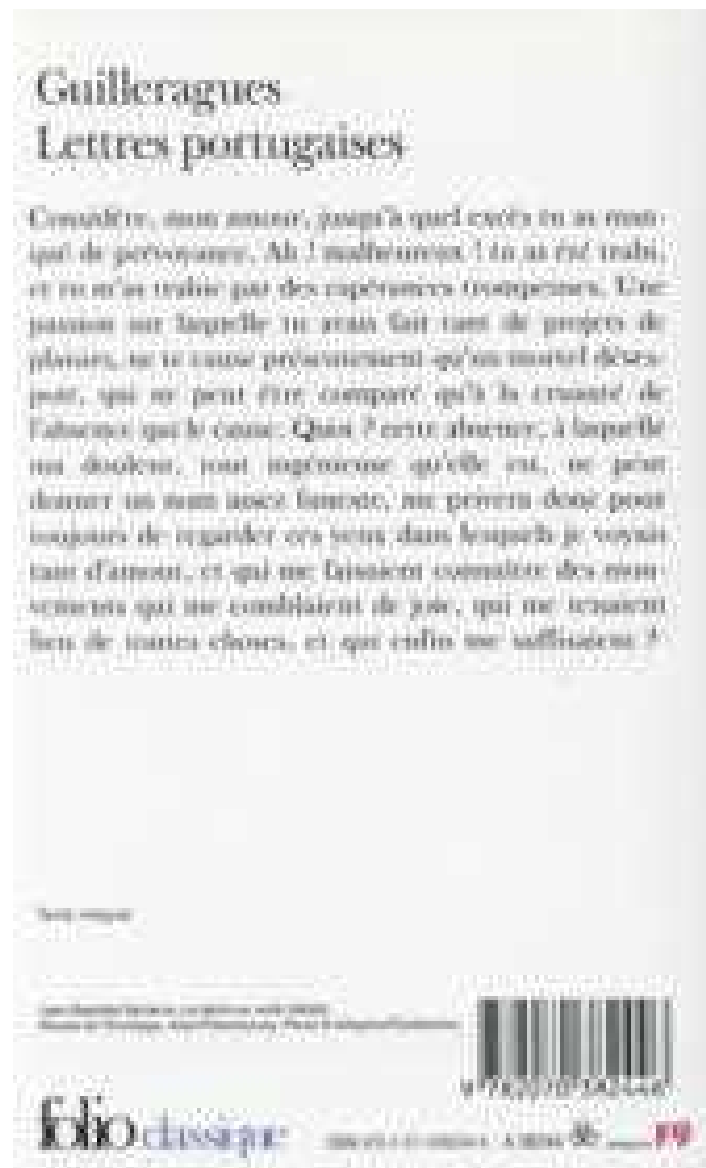 Guilleragues
Lettres portugaises
Considère, mon amour, jusqu'à quel excès tu as man-
qué de prévoyance. Ah ! malheureux ! tu as été trahi,
et tu m'as trahie par des espérances trompeuses. Une
passion sur laquelle tu avais fait tant de projets de
plaisirs, ne te cause présentement qu'un mortel déses-
poir, qui ne peut être comparé qu'à la cruauté de
l'absence qui le cause. Quoi ? cette absence, à laquelle
ma douleur, tout ingénieuse qu'elle est, ne peut
donner un nom assez funeste, me privera donc pour
toujours de regarder ces yeux dans lesquels je voyais
tant d'amour, et qui me faisaient connaître des mou-
vements qui me comblaient de joie, qui me tenaient
lieu de toutes choses, et qui enfin me suffisaient ?
Texte intégral
9 782070 382446
folio classique